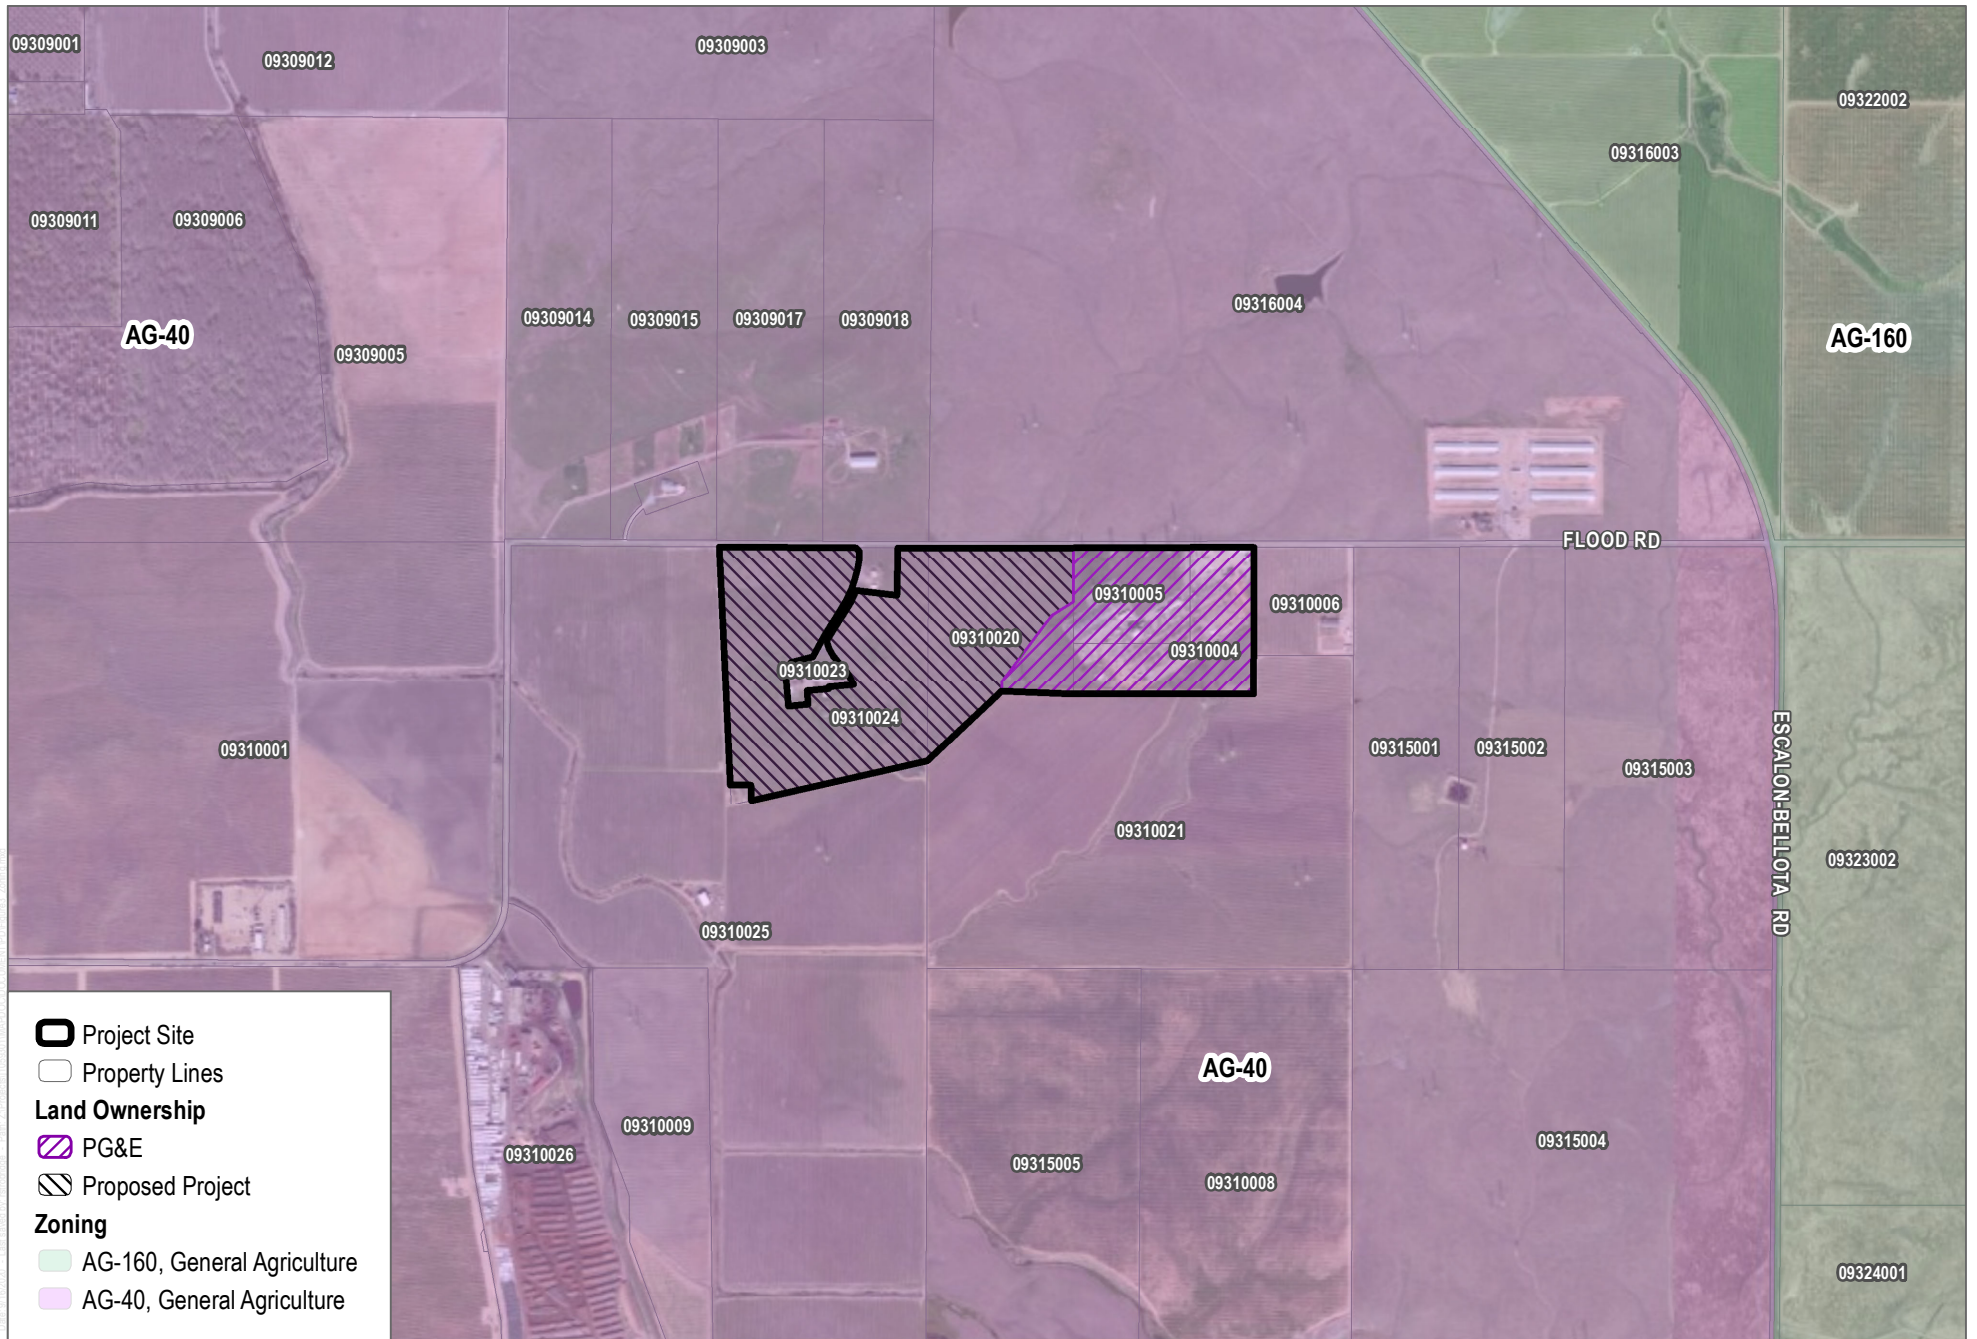 09309001
09309012
09309003
09322002
09316003
09309011
09309006
09316004
09309014
09309015
09309017
09309018
AG-40
AG-160
09309005
FLOOD RD
09310005
09310006
09310020
09310004
09310023
09310024
09310001
09315001
09315002
09315003
ESCALON-BELLOTA RD
09310021
09323002
09310025
Project Site
Property Lines
Land Ownership
PG&E
Proposed Project
Zoning
AG-160, General Agriculture
AG-40, General Agriculture
AG-40
09310009
09310026
09315004
09315005
09310008
09324001